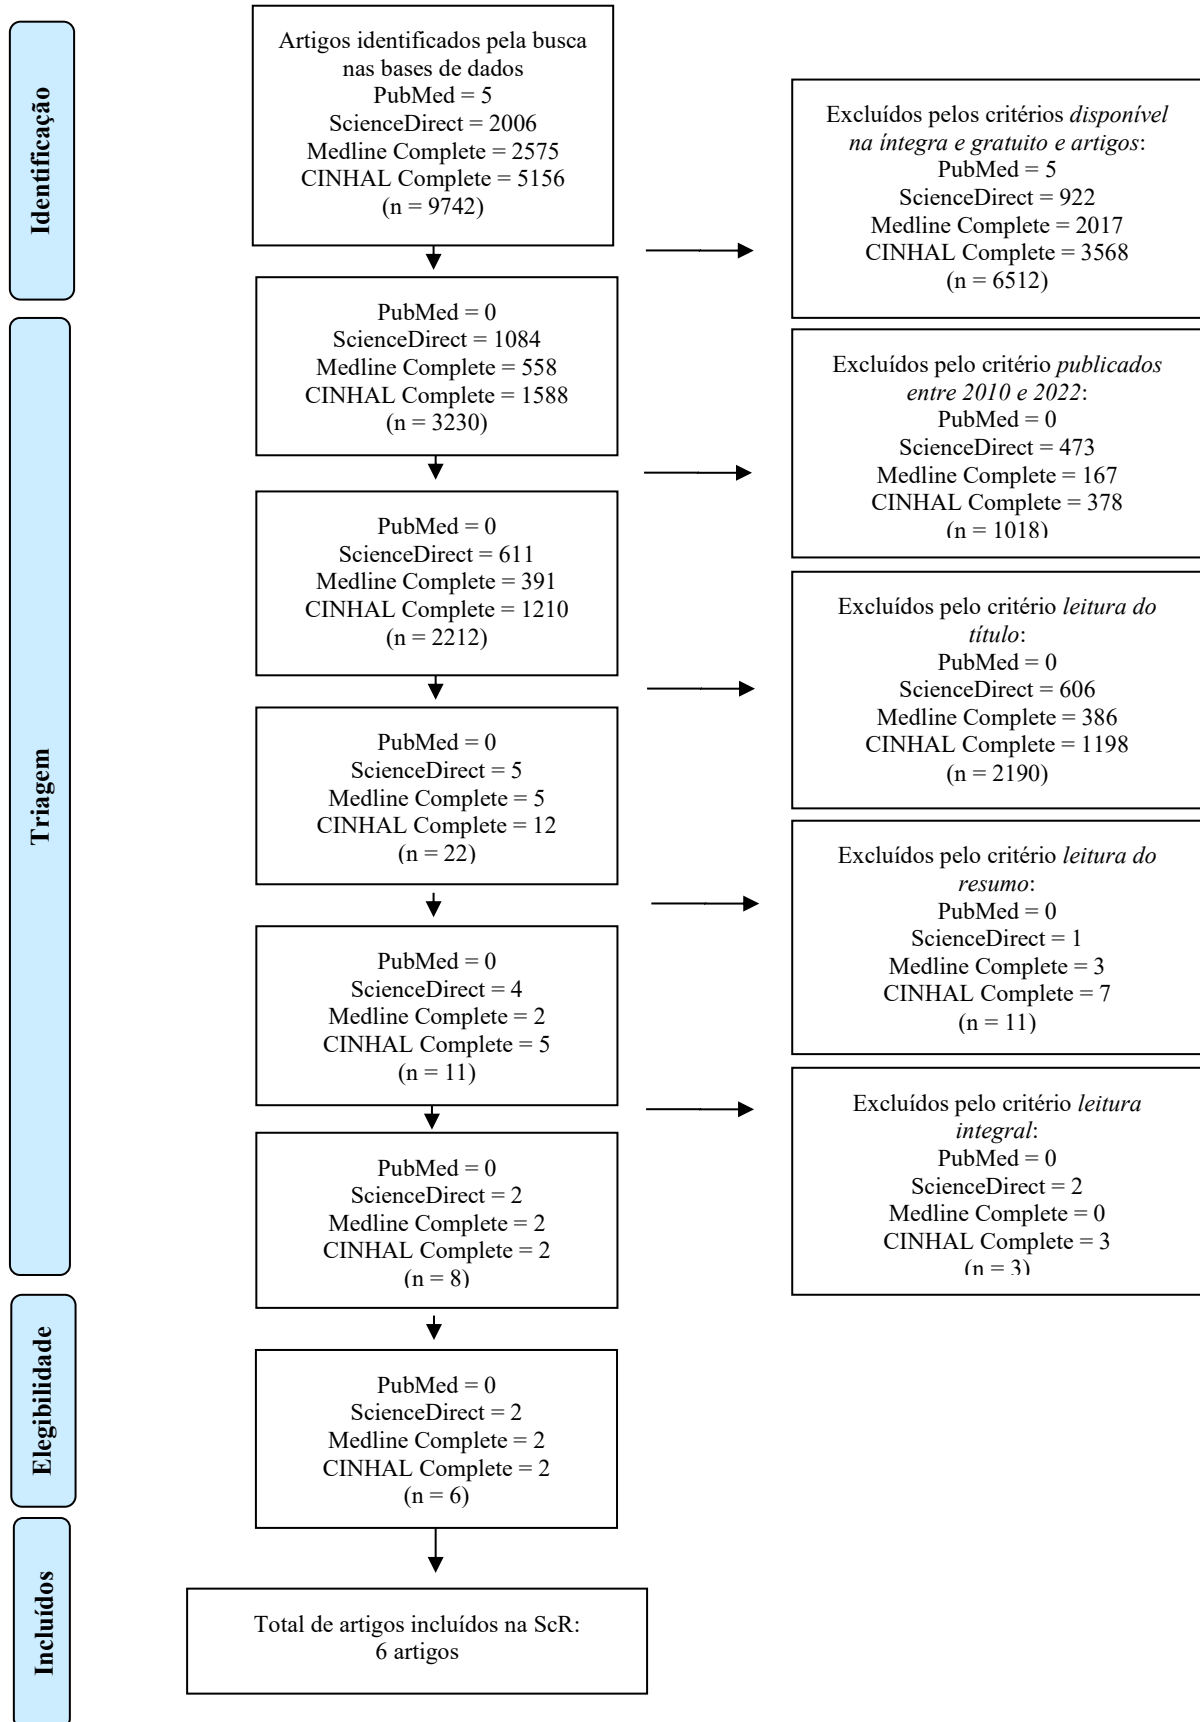 Identificação
Artigos identificados pela busca
nas bases de dados
PubMed = 5
ScienceDirect = 2006
Medline Complete = 2575
CINHAL Complete = 5156
(n = 9742)
Excluídos pelos critérios disponível
na íntegra e gratuito e artigos:
PubMed = 5
ScienceDirect = 922
Medline Complete = 2017
CINHAL Complete = 3568
(n = 6512)
Triagem
PubMed = 0
ScienceDirect = 1084
Medline Complete = 558
CINHAL Complete = 1588
(n = 3230)
Excluídos pelo critério publicados
entre 2010 e 2022:
PubMed = 0
ScienceDirect = 473
Medline Complete = 167
CINHAL Complete = 378
(n = 1018)
PubMed = 0
ScienceDirect = 611
Medline Complete = 391
CINHAL Complete = 1210
(n = 2212)
Excluídos pelo critério leitura do
título:
PubMed = 0
ScienceDirect = 606
Medline Complete = 386
CINHAL Complete = 1198
(n = 2190)
PubMed = 0
ScienceDirect = 5
Medline Complete = 5
CINHAL Complete = 12
(n = 22)
Excluídos pelo critério leitura do
resumo:
PubMed = 0
ScienceDirect = 1
Medline Complete = 3
CINHAL Complete = 7
(n = 11)
PubMed = 0
ScienceDirect = 4
Medline Complete = 2
CINHAL Complete = 5
(n = 11)
Excluídos pelo critério leitura
integral:
PubMed = 0
ScienceDirect = 2
Medline Complete = 0
CINHAL Complete = 3
(n = 3)
PubMed = 0
ScienceDirect = 2
Medline Complete = 2
CINHAL Complete = 2
(n = 8)
Elegibilidade
PubMed = 0
ScienceDirect = 2
Medline Complete = 2
CINHAL Complete = 2
(n = 6)
Incluídos
Total de artigos incluídos na ScR:
6 artigos